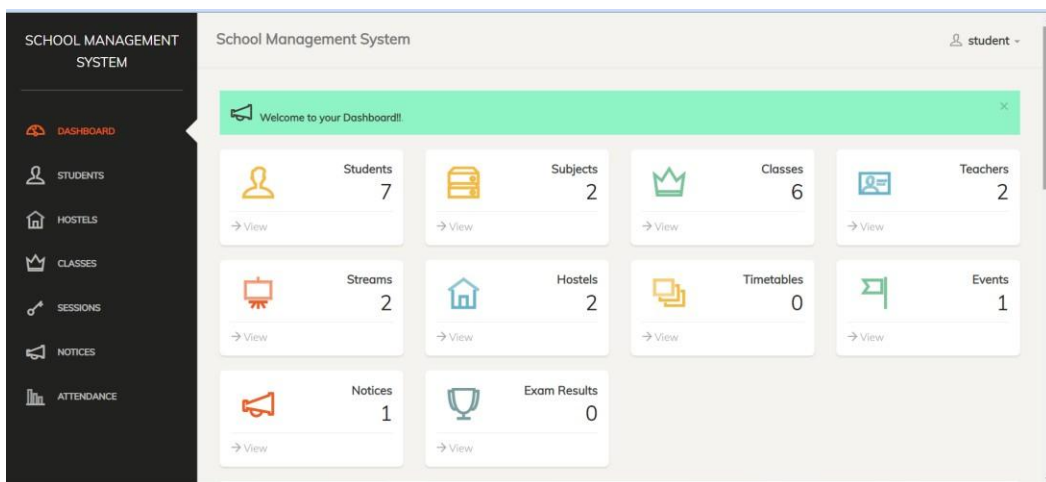 SCHOOL MANAGEMENT
SYSTEM
DASHBOARD
STUDENTS
HOSTELS
CLASSES
SESSIONS
NOTICES
ATTENDANCE
School Management System
student
Welcome to your Dashboard!!.
Students
7
View
Subjects
2
View
Classes
6
View
Teachers
2
View
Streams
2
View
Hostels
2
View
Timetables
0
View
Events
1
View
Notices
1
View
Exam Results
0
View